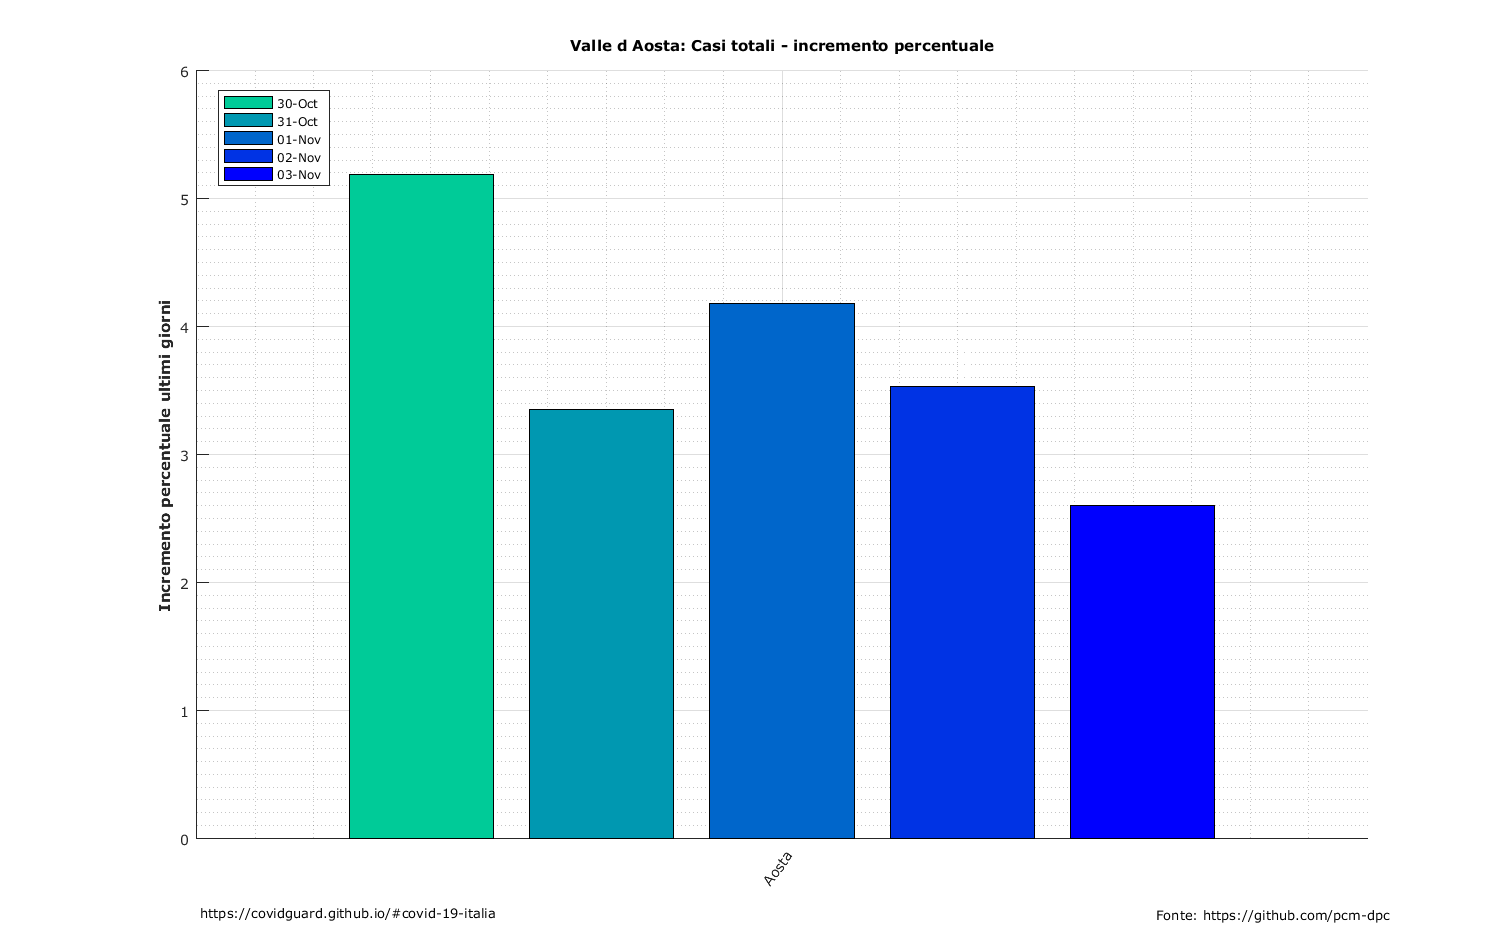 Valle d Aosta: Casi totali - incremento percentuale
6
5
4
3
2
1
0
30-Oct
31-Oct
01-Nov
02-Nov
03-Nov
Incremento percentuale ultimi giorni
Aosta
https://covidguard.github.io/#covid-19-italia
Fonte: https://github.com/pcm-dpc